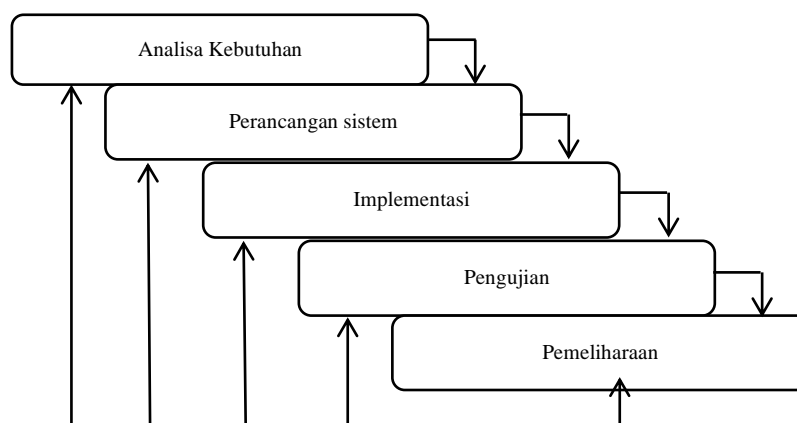 Analisa Kebutuhan
Perancangan sistem
Implementasi
Pengujian
Pemeliharaan